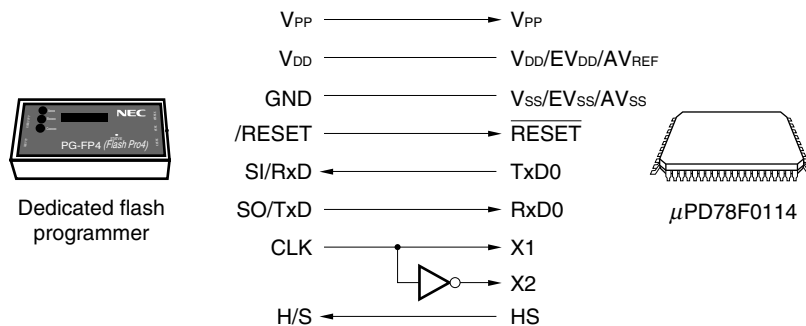 VPP VPP
VDD VDD/EVDD/AVREF
GND VSS/EVSS/AVSS
/RESET RESET
SI/RxD TxD0
SO/TxD RxD0
CLK X1
X2
H/S HS
NEC
PG-FP4 (Flash Pro4)
Dedicated flash
programmer
μPD78F0114